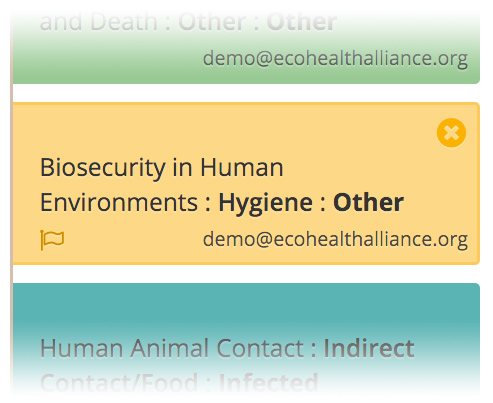 and Death : Other : Other
demo@ecohealthalliance.org
Biosecurity in Human
Environments : Hygiene : Other
demo@ecohealthalliance.org
Human Animal Contact : Indirect
Contact/Food : Infected